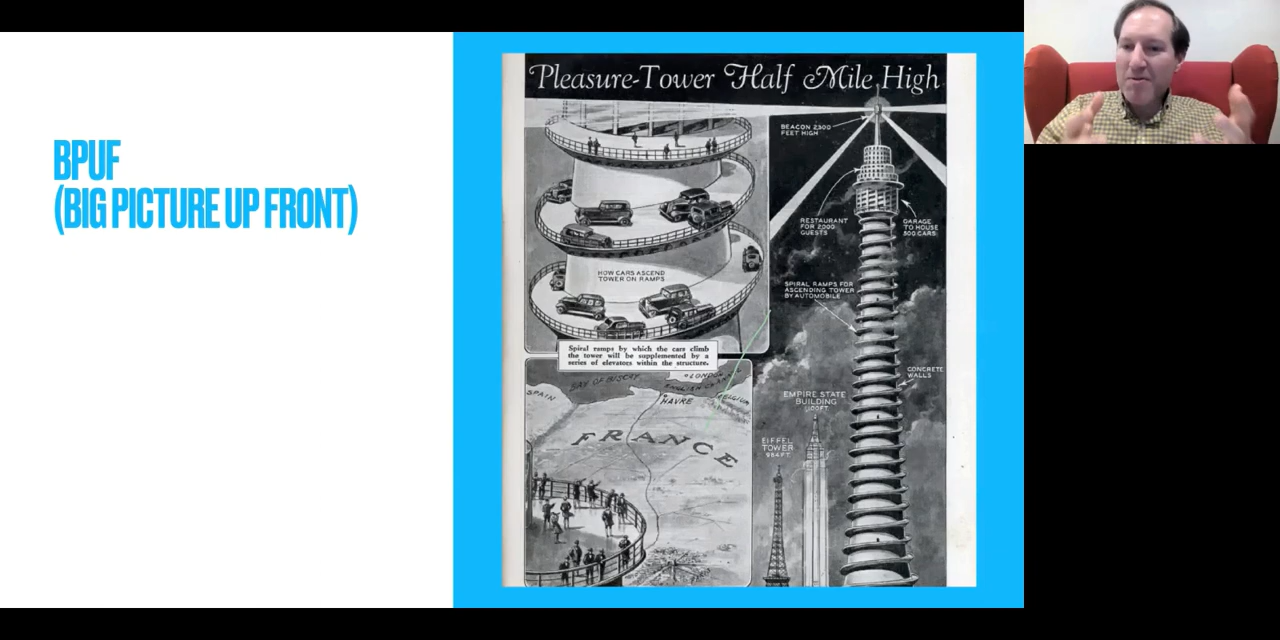 BPUF
(BIG PICTURE UP FRONT)
Pleasure-Tower Half Mile High
BEACON 2300
FEET HIGH
RESTAURANT
FOR 2000
GUESTS
GARAGE
TO HOUSE
500 CARS
HOW CARS ASCEND
TOWER ON RAMPS
SPIRAL RAMPS FOR
ASCENDING TOWER
BY AUTOMOBILE
Spiral ramps by which the cars climb
the tower will be supplemented by a
series of elevators within the structure.
CONCRETE
WALLS
EMPIRE STATE
BUILDING
EIFFEL
TOWER
984 FT.
SPAIN
BAY OF BISCAY
LONDON
ENGLISH
HAVRE
BELGIUM
FRANCE
PARIS